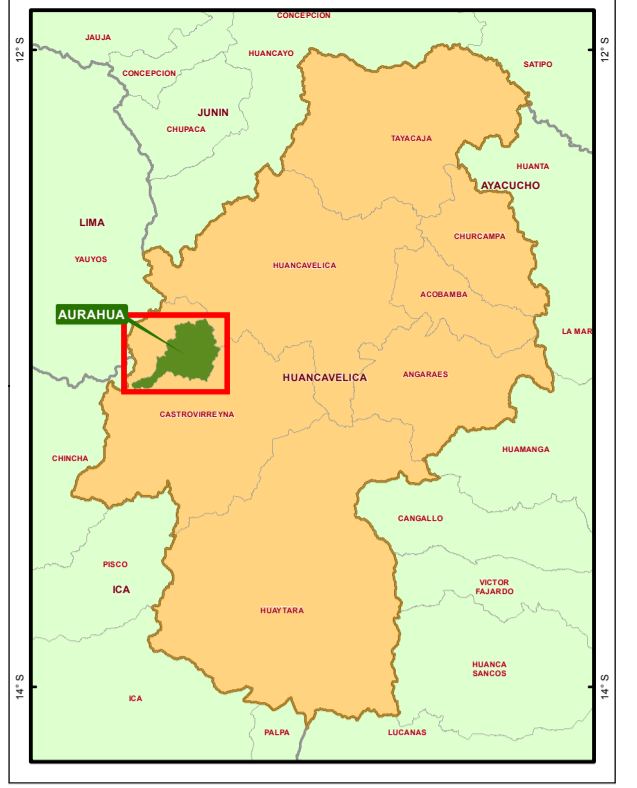 CONCEPCION
JAUJA
HUANCAYO
12° S
12° S
SATIPO
CONCEPCION
JUNIN
CHUPACA
TAYACAJA
HUANTA
AYACUCHO
LIMA
CHURCAMPA
YAUYOS
HUANCAVELICA
ACOBAMBA
AURAHUA
LA MAR
HUANCAVELICA
ANGARAES
CASTROVIRREYNA
CHINCHA
HUAMANGA
CANGALLO
PISCO
ICA
VICTOR
FAJARDO
HUAYTARA
HUANCA
SANCOS
14° S
14° S
ICA
PALPA
LUCANAS